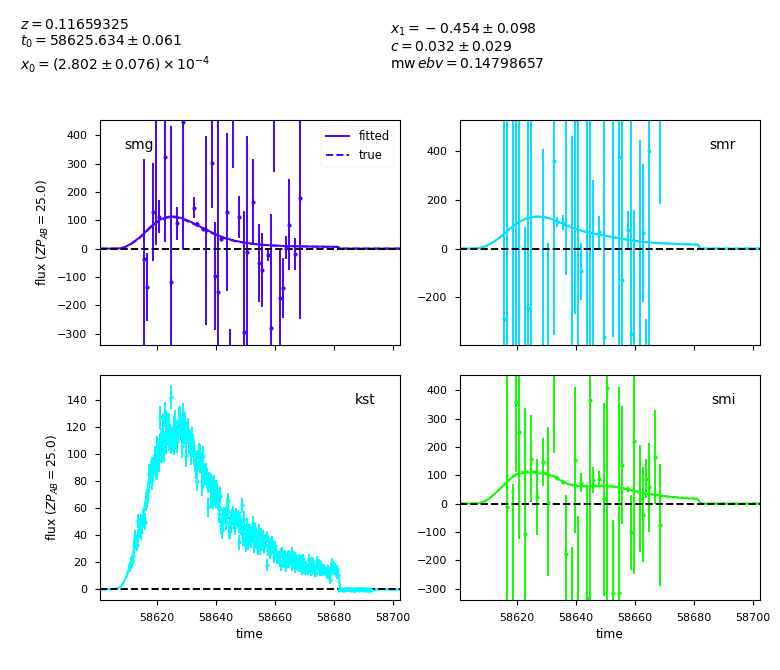 z = 0.11659325
t₀ = 58625.634 ± 0.061
x₀ = (2.802 ± 0.076) × 10⁻⁴
x₁ = −0.454 ± 0.098
c = 0.032 ± 0.029
mw ebv = 0.14798657
smg
fitted
true
400
300
200
100
0
−100
−200
−300
flux (ZP_AB = 25.0)
smr
400
200
0
−200
kst
140
120
100
80
60
40
20
0
flux (ZP_AB = 25.0)
58620 58640 58660 58680 58700
time
smi
400
300
200
100
0
−100
−200
−300
58620 58640 58660 58680 58700
time